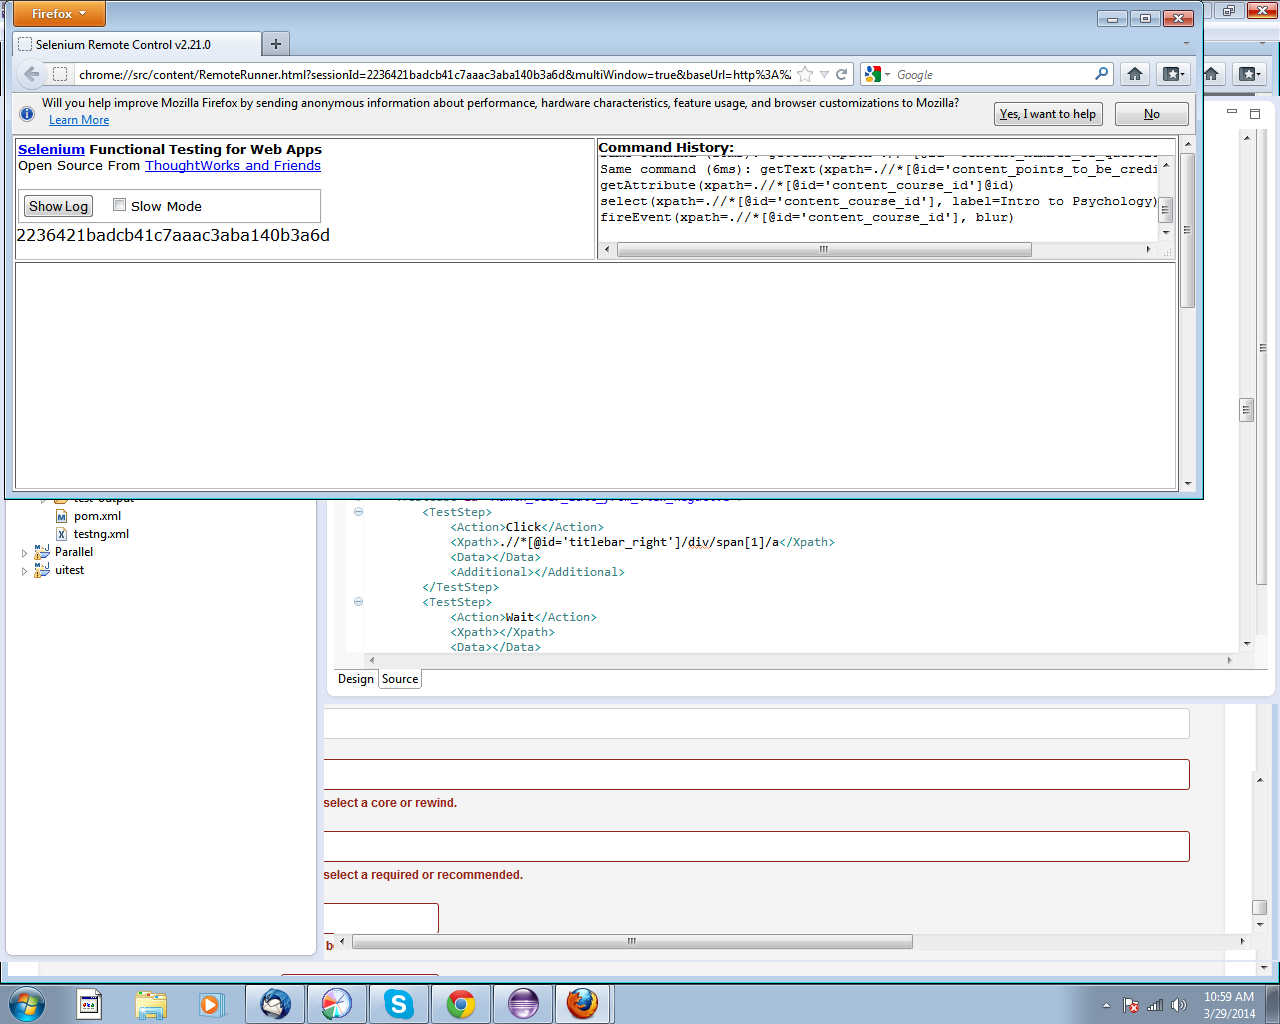 Firefox
Selenium Remote Control v2.21.0
chrome://src/content/RemoteRunner.html?sessionId=2236421badcb41c7aaac3aba140b3a6d&multiWindow=true&baseUrl=http%3A%2
Google
Will you help improve Mozilla Firefox by sending anonymous information about performance, hardware characteristics, feature usage, and browser customizations to Mozilla?
Learn More
Yes, I want to help
No
Selenium Functional Testing for Web Apps
Open Source From ThoughtWorks and Friends
Show Log
Slow Mode
2236421badcb41c7aaac3aba140b3a6d
Command History:
Same command (6ms): getText(xpath=.//*[@id='content_points_to_be_credi
getAttribute(xpath=.//*[@id='content_course_id']@id)
select(xpath=.//*[@id='content_course_id'], label=Intro to Psychology)
fireEvent(xpath=.//*[@id='content_course_id'], blur)
test-output
pom.xml
testng.xml
Parallel
uitest
<TestStep>
<Action>Click</Action>
<Xpath>.//*[@id='titlebar_right']/div/span[1]/a</Xpath>
<Data></Data>
<Additional></Additional>
</TestStep>
<TestStep>
<Action>Wait</Action>
<Xpath></Xpath>
<Data></Data>
Design
Source
select a core or rewind.
select a required or recommended.
b
10:59 AM
3/29/2014